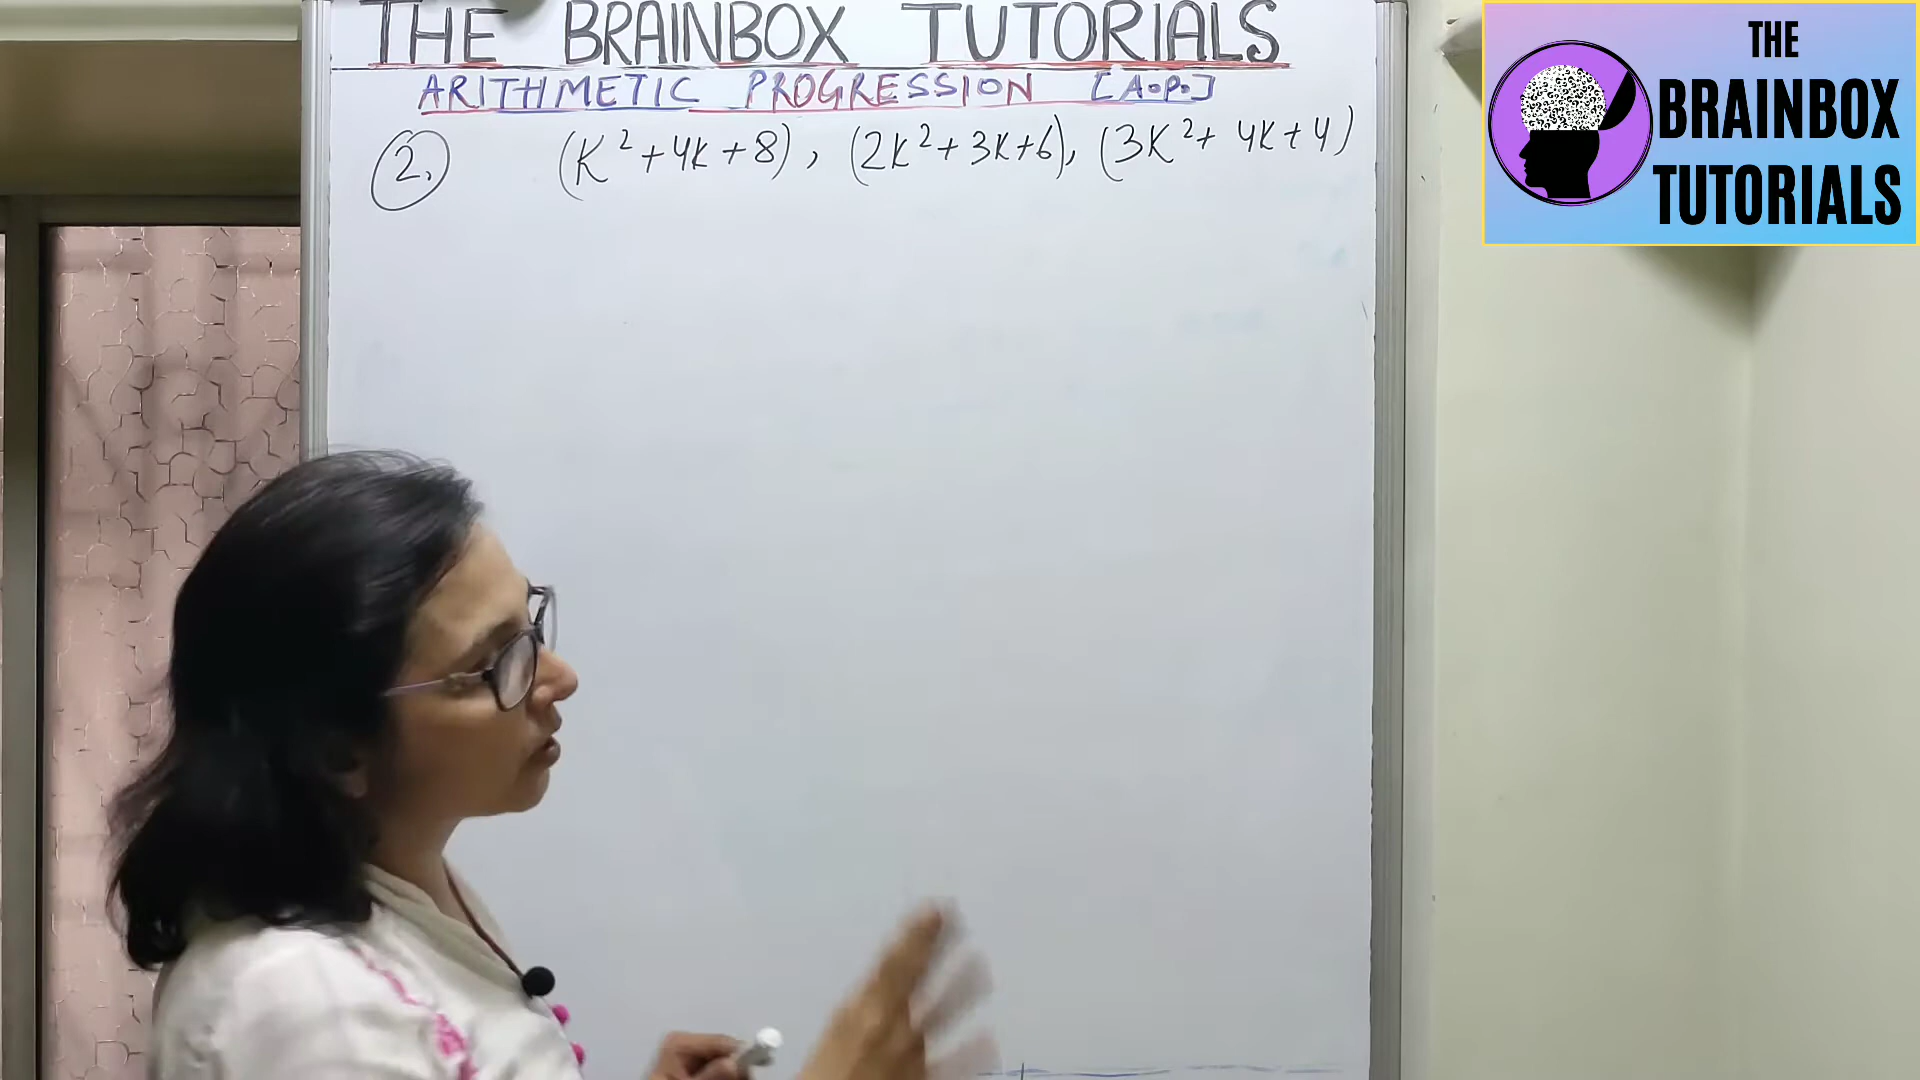 THE BRAINBOX TUTORIALS
ARITHMETIC PROGRESSION [A.P.]
2. (K²+4K+8), (2K²+3K+6), (3K²+4K+4)
THE
BRAINBOX
TUTORIALS